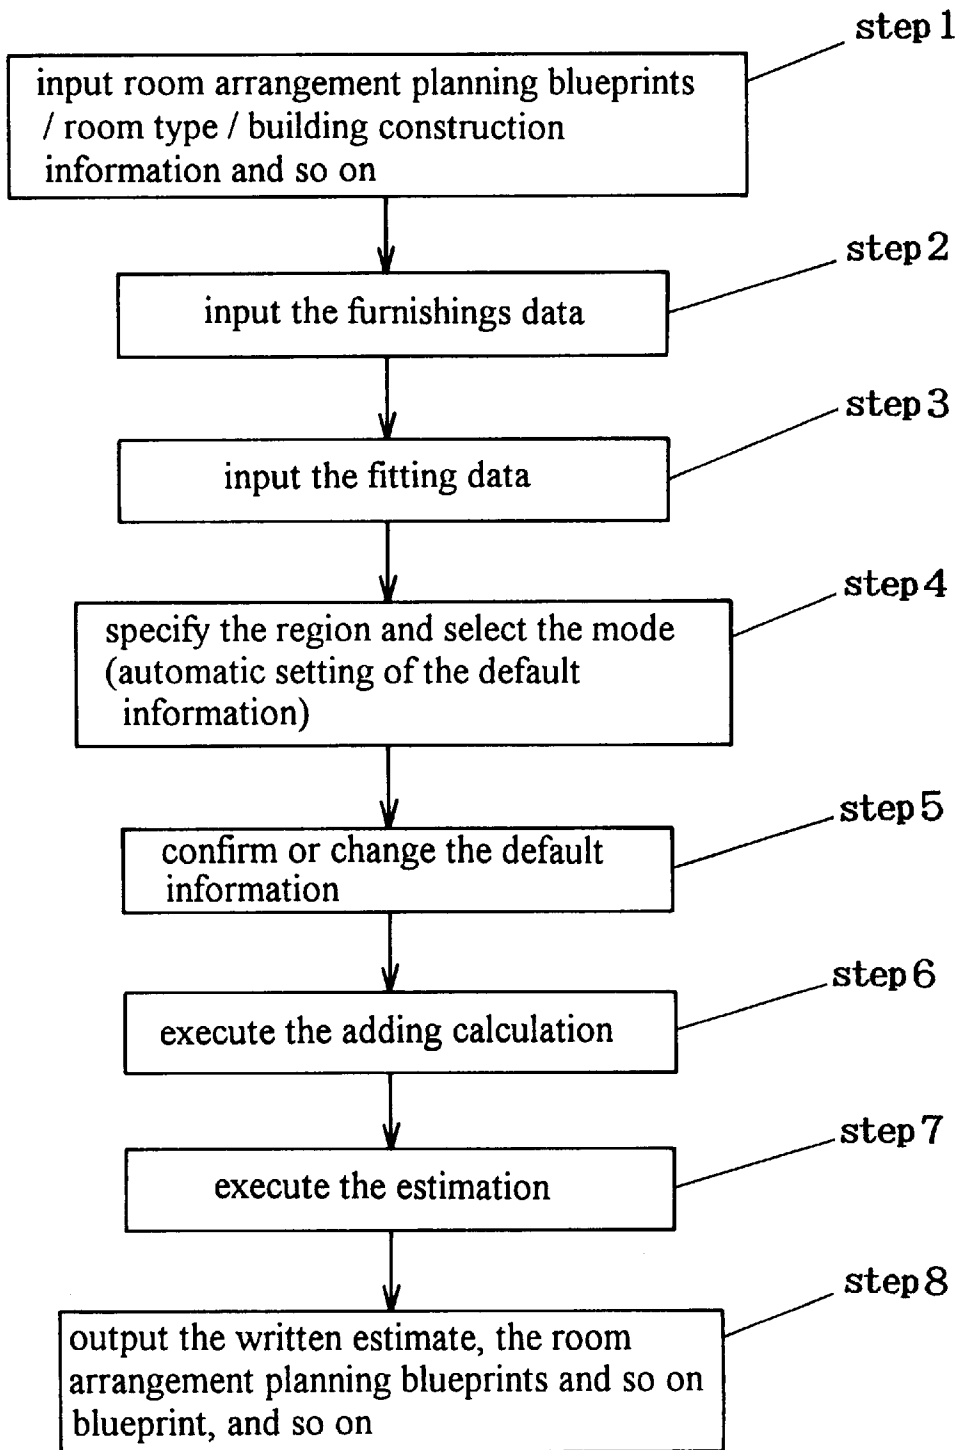 step 1
input room arrangement planning blueprints
/ room type / building construction
information and so on
step 2
input the furnishings data
step 3
input the fitting data
step 4
specify the region and select the mode
(automatic setting of the default
information)
step 5
confirm or change the default
information
step 6
execute the adding calculation
step 7
execute the estimation
step 8
output the written estimate, the room
arrangement planning blueprints and so on
blueprint, and so on